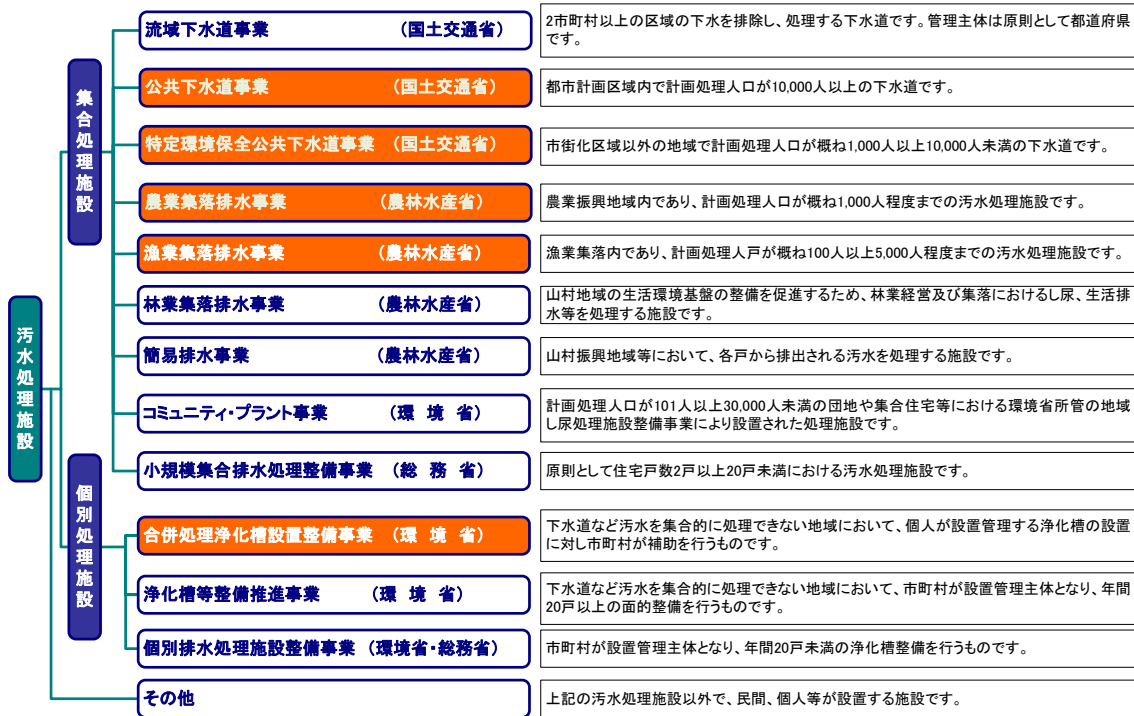 汚水処理施設
集合処理施設
流域下水道事業 (国土交通省)
2市町村以上の区域の下水を排除し、処理する下水道です。管理主体は原則として都道府県
です。
公共下水道事業 (国土交通省)
都市計画区域内で計画処理人口が10,000人以上の下水道です。
特定環境保全公共下水道事業 (国土交通省)
市街化区域以外の地域で計画処理人口が概ね1,000人以上10,000人未満の下水道です。
農業集落排水事業 (農林水産省)
農業振興地域内であり、計画処理人口が概ね1,000人程度までの汚水処理施設です。
漁業集落排水事業 (農林水産省)
漁業集落内であり、計画処理人戸が概ね100人以上5,000人程度までの汚水処理施設です。
林業集落排水事業 (農林水産省)
山村地域の生活環境基盤の整備を促進するため、林業経営及び集落におけるし尿、生活排
水等を処理する施設です。
簡易排水事業 (農林水産省)
山村振興地域等において、各戸から排出される汚水を処理する施設です。
コミュニティ・プラント事業 (環 境 省)
計画処理人口が101人以上30,000人未満の団地や集合住宅等における環境省所管の地域
し尿処理施設整備事業により設置された処理施設です。
小規模集合排水処理整備事業 (総 務 省)
原則として住宅戸数2戸以上20戸未満における汚水処理施設です。
個別処理施設
合併処理浄化槽設置整備事業 (環 境 省)
下水道など汚水を集合的に処理できない地域において、個人が設置管理する浄化槽の設置
に対し市町村が補助を行うものです。
浄化槽等整備推進事業 (環 境 省)
下水道など汚水を集合的に処理できない地域において、市町村が設置管理主体となり、年間
20戸以上の面的整備を行うものです。
個別排水処理施設整備事業 (環境省・総務省)
市町村が設置管理主体となり、年間20戸未満の浄化槽整備を行うものです。
その他
上記の汚水処理施設以外で、民間、個人等が設置する施設です。